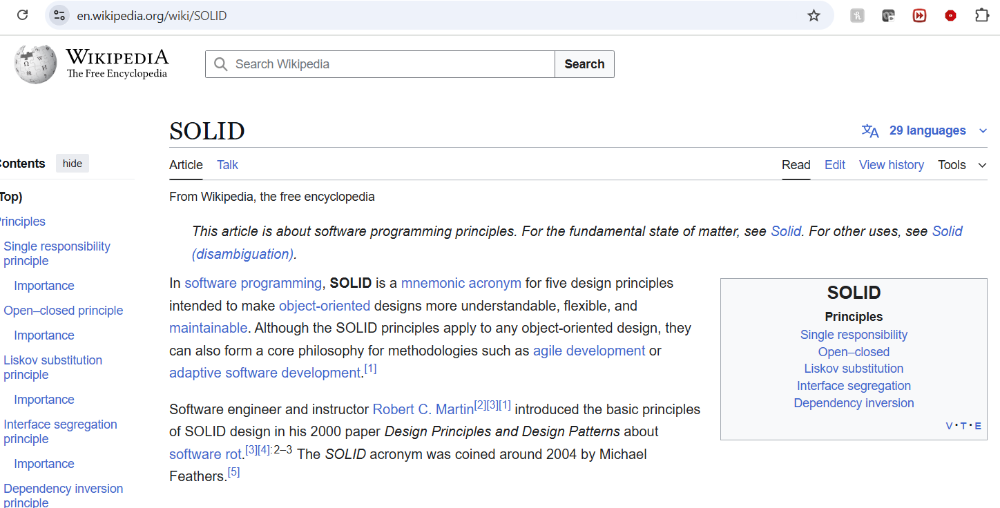 en.wikipedia.org/wiki/SOLID
WIKIPEDIA
The Free Encyclopedia
Search Wikipedia
Search
SOLID
29 languages
ontents
hide
Article
Talk
Read
Edit
View history
Tools
Top)
rinciples
Single responsibility
principle
Importance
Open–closed principle
Importance
Liskov substitution
principle
Importance
Interface segregation
principle
Importance
Dependency inversion
principle
From Wikipedia, the free encyclopedia
This article is about software programming principles. For the fundamental state of matter, see Solid. For other uses, see Solid
(disambiguation).
In software programming, SOLID is a mnemonic acronym for five design principles
intended to make object-oriented designs more understandable, flexible, and
maintainable. Although the SOLID principles apply to any object-oriented design, they
can also form a core philosophy for methodologies such as agile development or
adaptive software development.[1]
Software engineer and instructor Robert C. Martin[2][3][1] introduced the basic principles
of SOLID design in his 2000 paper Design Principles and Design Patterns about
software rot.[3][4]:2–3 The SOLID acronym was coined around 2004 by Michael
Feathers.[5]
SOLID
Principles
Single responsibility
Open–closed
Liskov substitution
Interface segregation
Dependency inversion
V · T · E